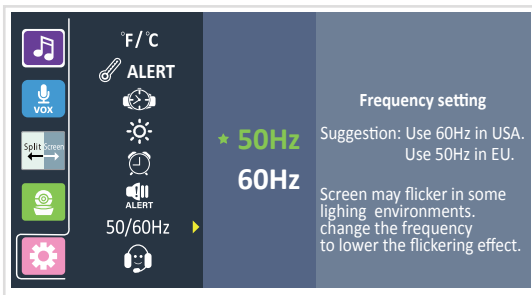 VOX
Split Screen
°F/°C
ALERT
ALERT
50/60Hz
50Hz
60Hz
Frequency setting
Suggestion: Use 60Hz in USA.
Use 50Hz in EU.
Screen may flicker in some
lighing environments.
change the frequency
to lower the flickering effect.